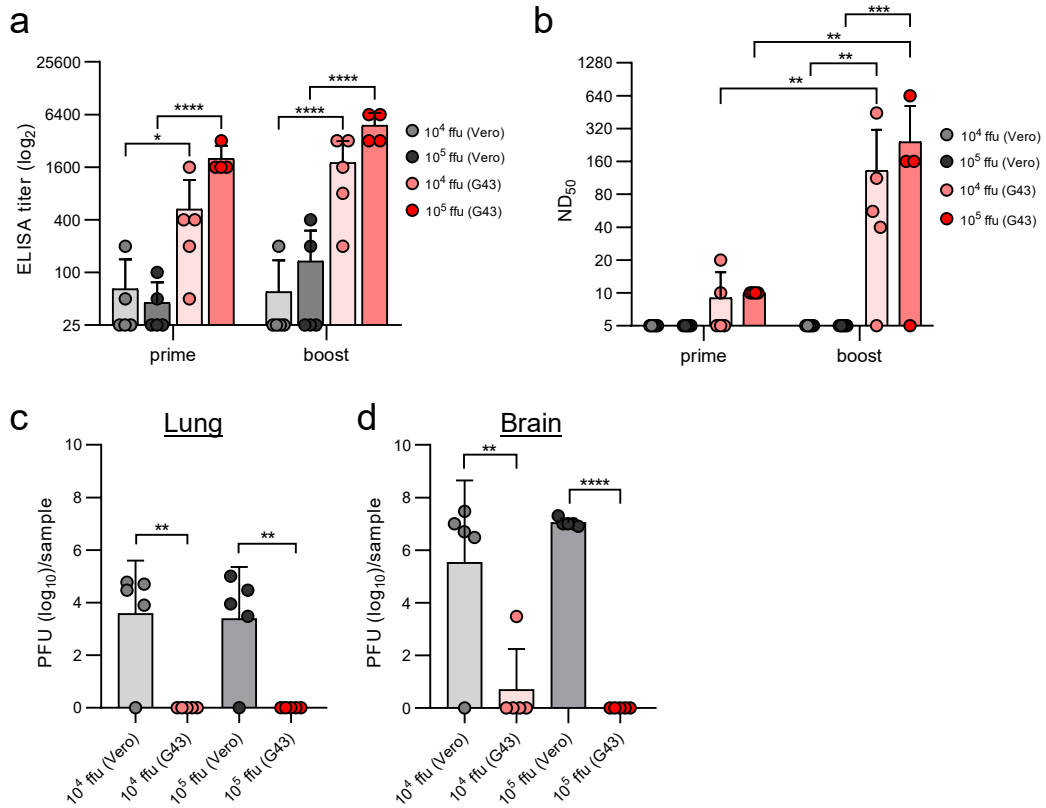 a
ELISA titer (log2)
25600
6400
1600
400
100
25
*
****
****
****
prime
boost
10^4 ffu (Vero)
10^5 ffu (Vero)
10^4 ffu (G43)
10^5 ffu (G43)
b
ND50
1280
640
320
160
80
40
20
10
5
**
**
**
***
prime
boost
10^4 ffu (Vero)
10^5 ffu (Vero)
10^4 ffu (G43)
10^5 ffu (G43)
c
Lung
PFU (log10)/sample
10
8
6
4
2
0
**
**
10^4 ffu (Vero)
10^4 ffu (G43)
10^5 ffu (Vero)
10^5 ffu (G43)
d
Brain
PFU (log10)/sample
10
8
6
4
2
0
**
****
10^4 ffu (Vero)
10^4 ffu (G43)
10^5 ffu (Vero)
10^5 ffu (G43)